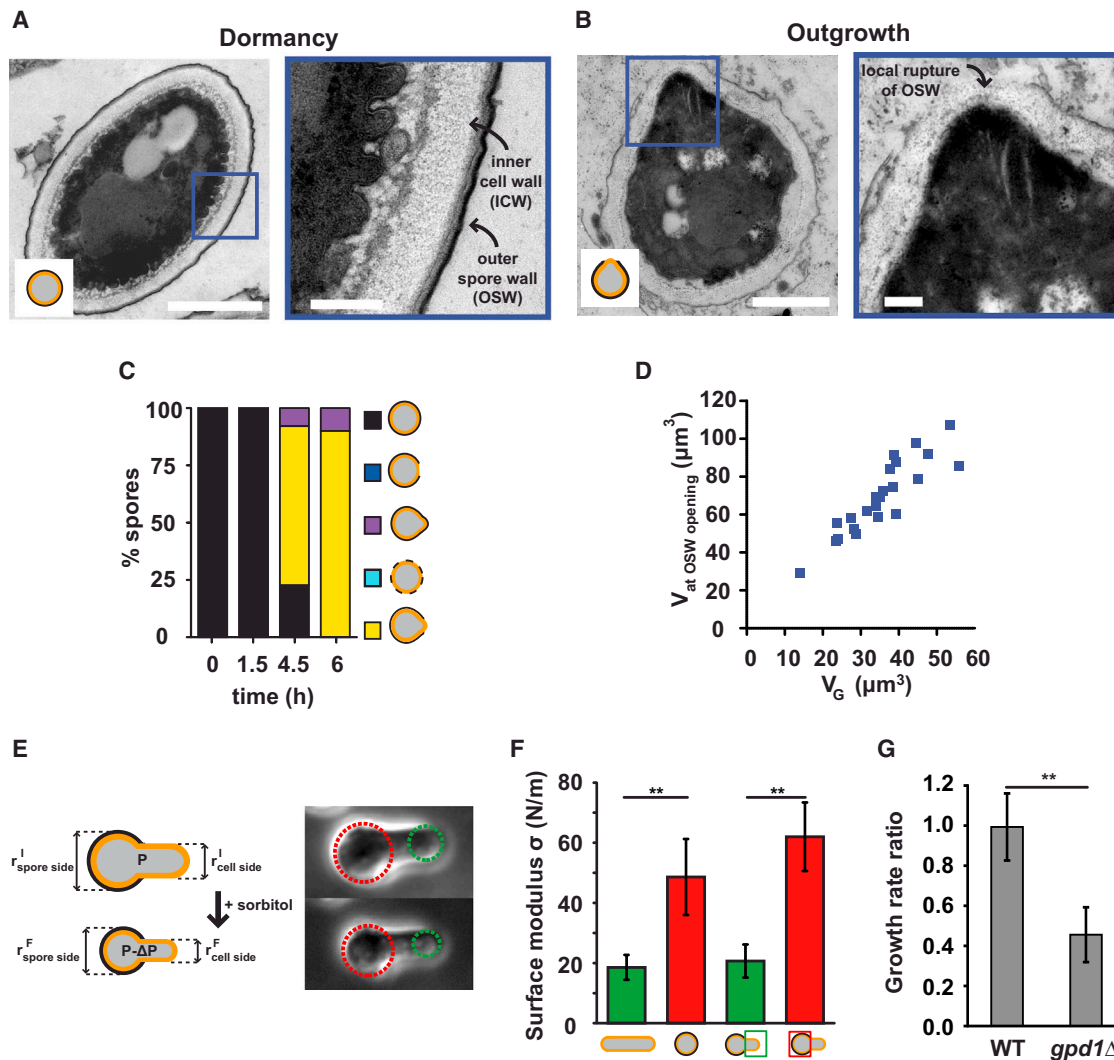 A
Dormancy
inner
cell wall
(ICW)
outer
spore wall
(OSW)
B
Outgrowth
local rupture
of OSW
C
100
75
50
25
0
% spores
0 1.5 4.5 6
time (h)
D
120
100
80
60
40
20
0
V at OSW opening (µm³)
0 10 20 30 40 50 60
V_G (µm³)
E
r^I spore side
P
r^I cell side
+ sorbitol
r^F spore side
P-ΔP
r^F cell side
F
80
60
40
20
0
Surface modulus σ (N/m)
** **
G
1.2
1.0
0.8
0.6
0.4
0.2
0.0
Growth rate ratio
**
WT gpd1Δ